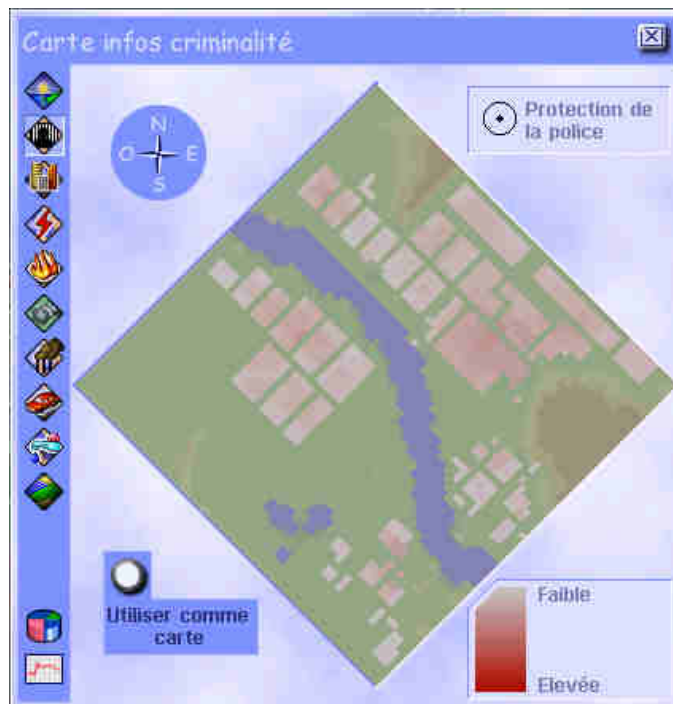 Carte infos criminalité
N
O E
S
Protection de
la police
Utiliser comme
carte
Faible
Elevée